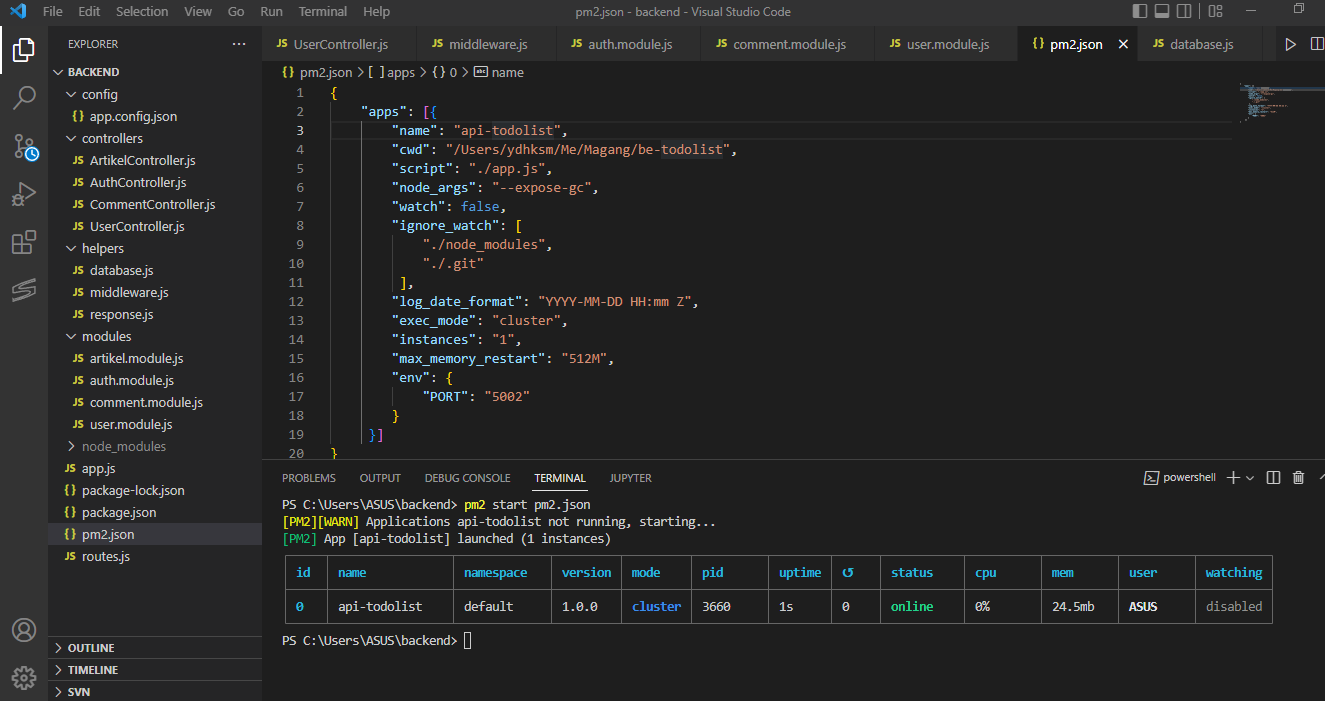 File Edit Selection View Go Run Terminal Help
pm2.json - backend - Visual Studio Code
EXPLORER
BACKEND
config
{} app.config.json
controllers
JS ArtikelController.js
JS AuthController.js
JS CommentController.js
JS UserController.js
helpers
JS database.js
JS middleware.js
JS response.js
modules
JS artikel.module.js
JS auth.module.js
JS comment.module.js
JS user.module.js
node_modules
JS app.js
{} package-lock.json
{} package.json
{} pm2.json
JS routes.js
OUTLINE
TIMELINE
SVN
JS UserController.js JS middleware.js JS auth.module.js JS comment.module.js JS user.module.js {} pm2.json JS database.js
{} pm2.json > [ ] apps > {} 0 > abc name
1 {
2 "apps": [{
3 "name": "api-todolist",
4 "cwd": "/Users/ydhksm/Me/Magang/be-todolist",
5 "script": "./app.js",
6 "node_args": "--expose-gc",
7 "watch": false,
8 "ignore_watch": [
9 "./node_modules",
10 "./.git"
11 ],
12 "log_date_format": "YYYY-MM-DD HH:mm Z",
13 "exec_mode": "cluster",
14 "instances": "1",
15 "max_memory_restart": "512M",
16 "env": {
17 "PORT": "5002"
18 }
19 }]
20 }
PROBLEMS OUTPUT DEBUG CONSOLE TERMINAL JUPYTER
powershell
PS C:\Users\ASUS\backend> pm2 start pm2.json
[PM2][WARN] Applications api-todolist not running, starting...
[PM2] App [api-todolist] launched (1 instances)
id name namespace version mode pid uptime ↺ status cpu mem user watching
0 api-todolist default 1.0.0 cluster 3660 1s 0 online 0% 24.5mb ASUS disabled
PS C:\Users\ASUS\backend>